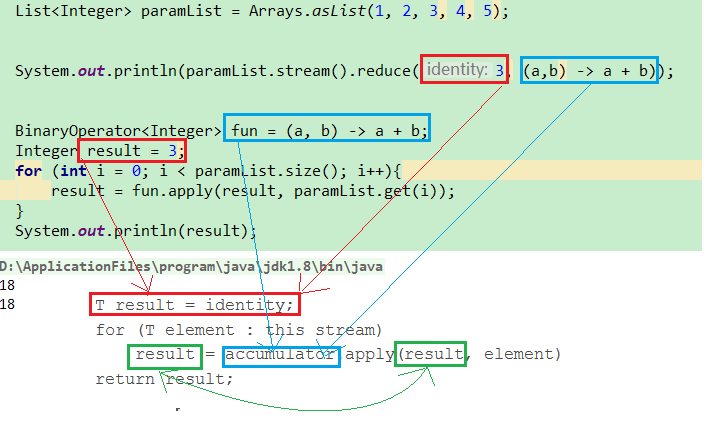 List<Integer> paramList = Arrays.asList(1, 2, 3, 4, 5);
System.out.println(paramList.stream().reduce( identity: 3, (a,b) -> a + b));
BinaryOperator<Integer> fun = (a, b) -> a + b;
Integer result = 3;
for (int i = 0; i < paramList.size(); i++){
result = fun.apply(result, paramList.get(i));
}
System.out.println(result);
D:\ApplicationFiles\program\java\jdk1.8\bin\java
18
18
T result = identity;
for (T element : this stream)
result = accumulator.apply(result, element)
return result;